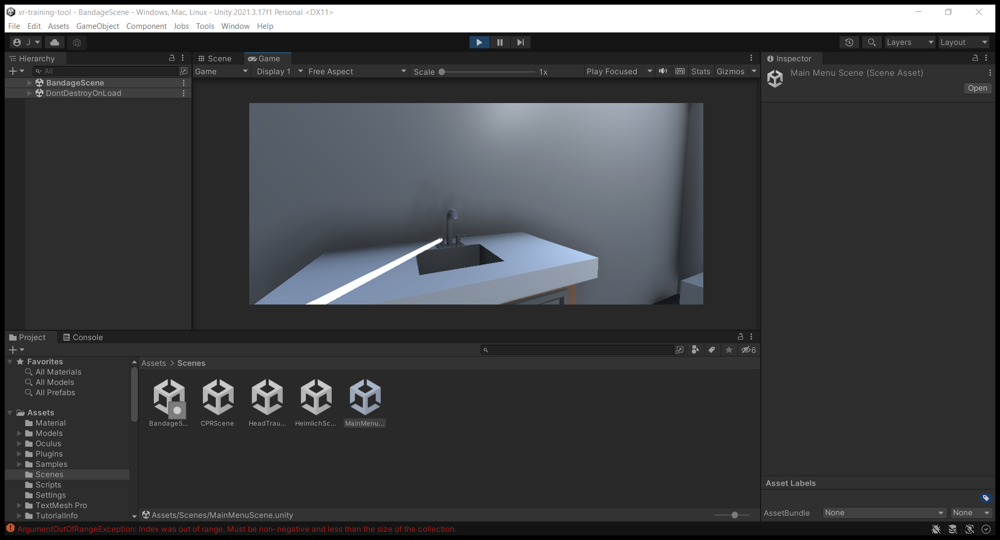 vr-training-tool - BandageScene - Windows, Mac, Linux - Unity 2021.3.17f1 Personal <DX11>
File Edit Assets GameObject Component Jobs Tools Window Help
J Layers Layout
Hierarchy Scene Game Inspector
All Game Display 1 Free Aspect Scale 1x Play Focused Stats Gizmos
Main Menu Scene (Scene Asset)
Open
BandageScene
DontDestroyOnLoad
Project Console
6
Favorites
All Materials
All Models
All Prefabs
Assets
Material
Models
Oculus
Plugins
Samples
Scenes
Scripts
Settings
TextMesh Pro
TutorialInfo
Assets > Scenes
BandageS... CPRScene HeadTrau... HeimlichSc... MainMenu...
Assets/Scenes/MainMenuScene.unity
Asset Labels
AssetBundle None None
ArgumentOutOfRangeException: Index was out of range. Must be non-negative and less than the size of the collection.